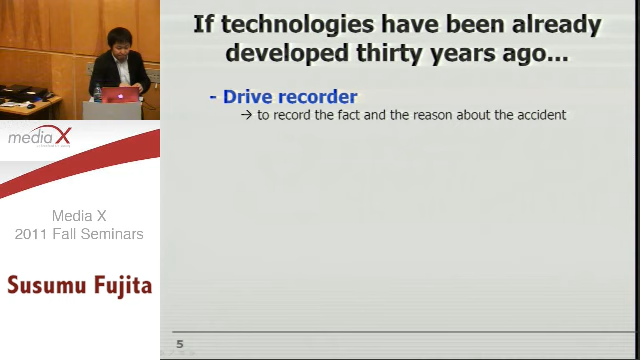 If technologies have been already
developed thirty years ago...
- Drive recorder
→ to record the fact and the reason about the accident
media X
Media X
2011 Fall Seminars
Susumu Fujita
5